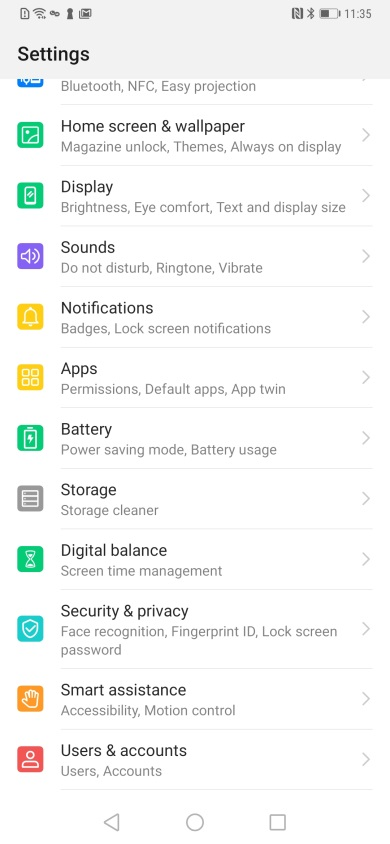 11:35
Settings
Bluetooth, NFC, Easy projection
Home screen & wallpaper
Magazine unlock, Themes, Always on display
Display
Brightness, Eye comfort, Text and display size
Sounds
Do not disturb, Ringtone, Vibrate
Notifications
Badges, Lock screen notifications
Apps
Permissions, Default apps, App twin
Battery
Power saving mode, Battery usage
Storage
Storage cleaner
Digital balance
Screen time management
Security & privacy
Face recognition, Fingerprint ID, Lock screen
password
Smart assistance
Accessibility, Motion control
Users & accounts
Users, Accounts